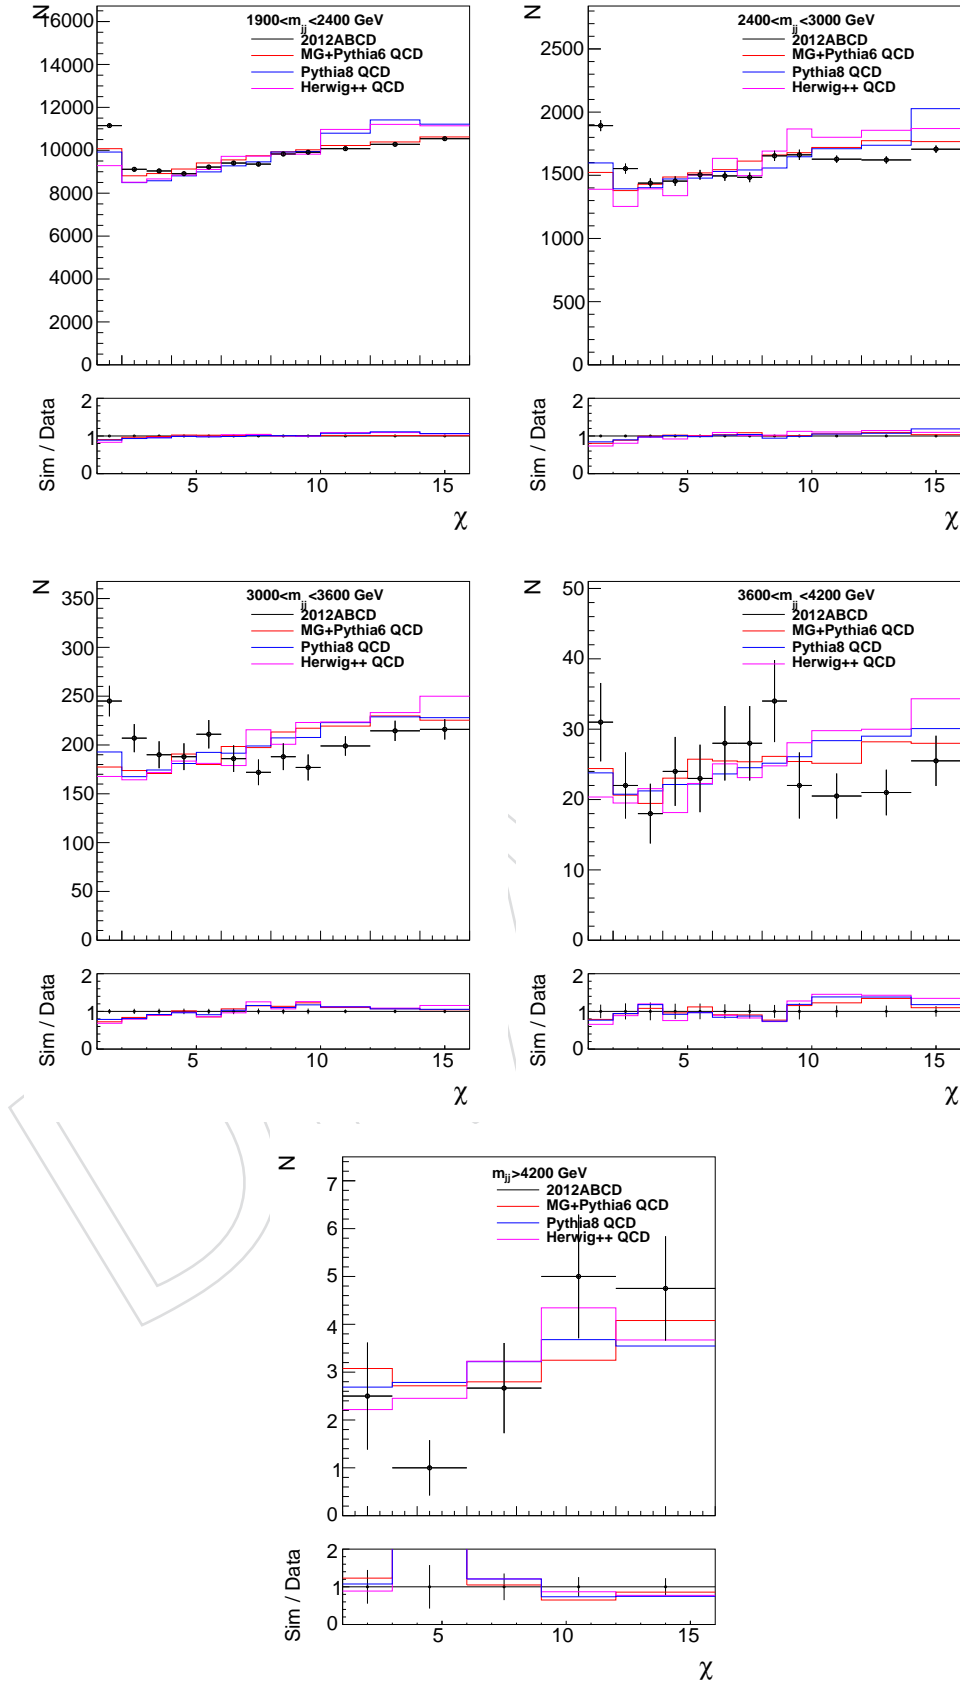 N
1900<m_jj<2400 GeV
2012ABCD
MG+Pythia6 QCD
Pythia8 QCD
Herwig++ QCD
16000
14000
12000
10000
8000
6000
4000
2000
0
Sim / Data
2
1
0
5
10
15
χ
N
2400<m_jj<3000 GeV
2012ABCD
MG+Pythia6 QCD
Pythia8 QCD
Herwig++ QCD
2500
2000
1500
1000
500
0
Sim / Data
2
1
0
5
10
15
χ
N
3000<m_jj<3600 GeV
2012ABCD
MG+Pythia6 QCD
Pythia8 QCD
Herwig++ QCD
350
300
250
200
150
100
50
0
Sim / Data
2
1
0
5
10
15
χ
N
3600<m_jj<4200 GeV
2012ABCD
MG+Pythia6 QCD
Pythia8 QCD
Herwig++ QCD
50
40
30
20
10
0
Sim / Data
2
1
0
5
10
15
χ
N
m_jj>4200 GeV
2012ABCD
MG+Pythia6 QCD
Pythia8 QCD
Herwig++ QCD
7
6
5
4
3
2
1
0
Sim / Data
2
1
0
5
10
15
χ